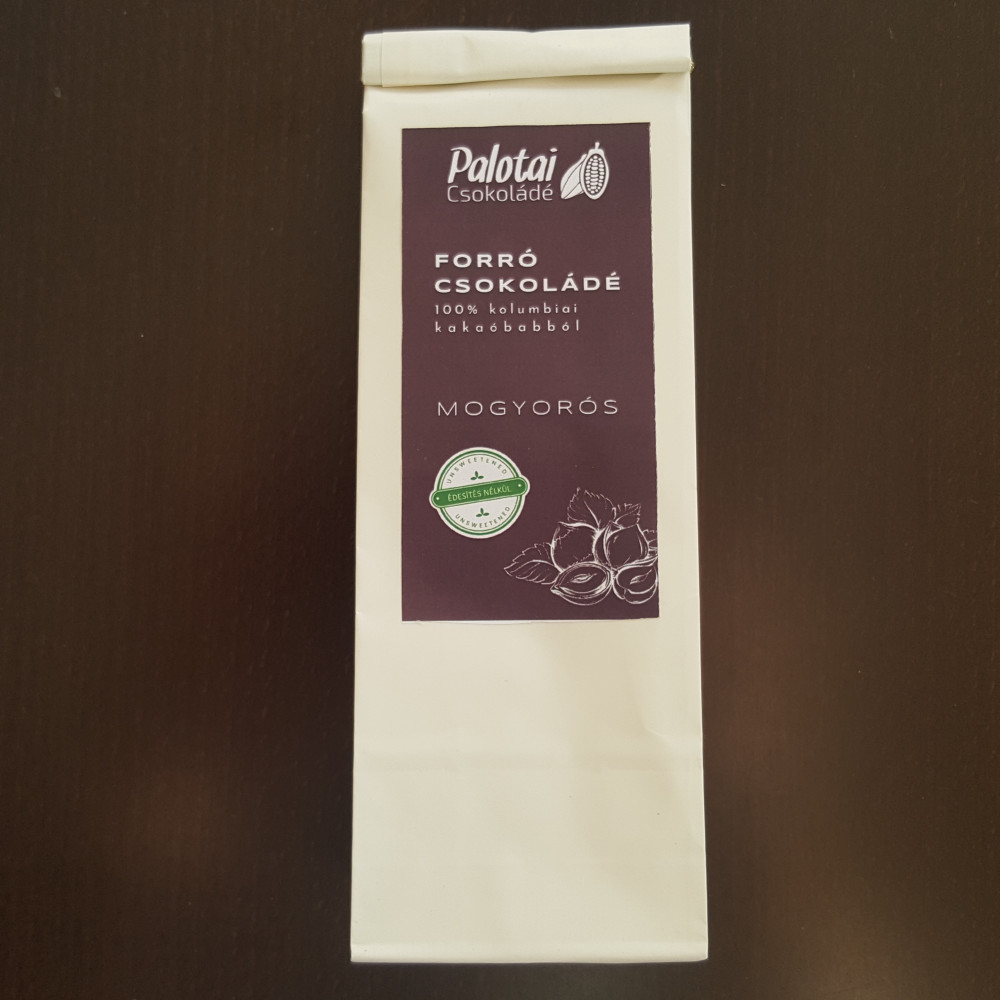 Palotai
Csokoládé
FORRÓ
CSOKOLÁDÉ
100% kolumbiai
kakaóbabból
MOGYORÓS
UNSWEETENED
ÉDESÍTÉS NÉLKÜL
UNSWEETENED